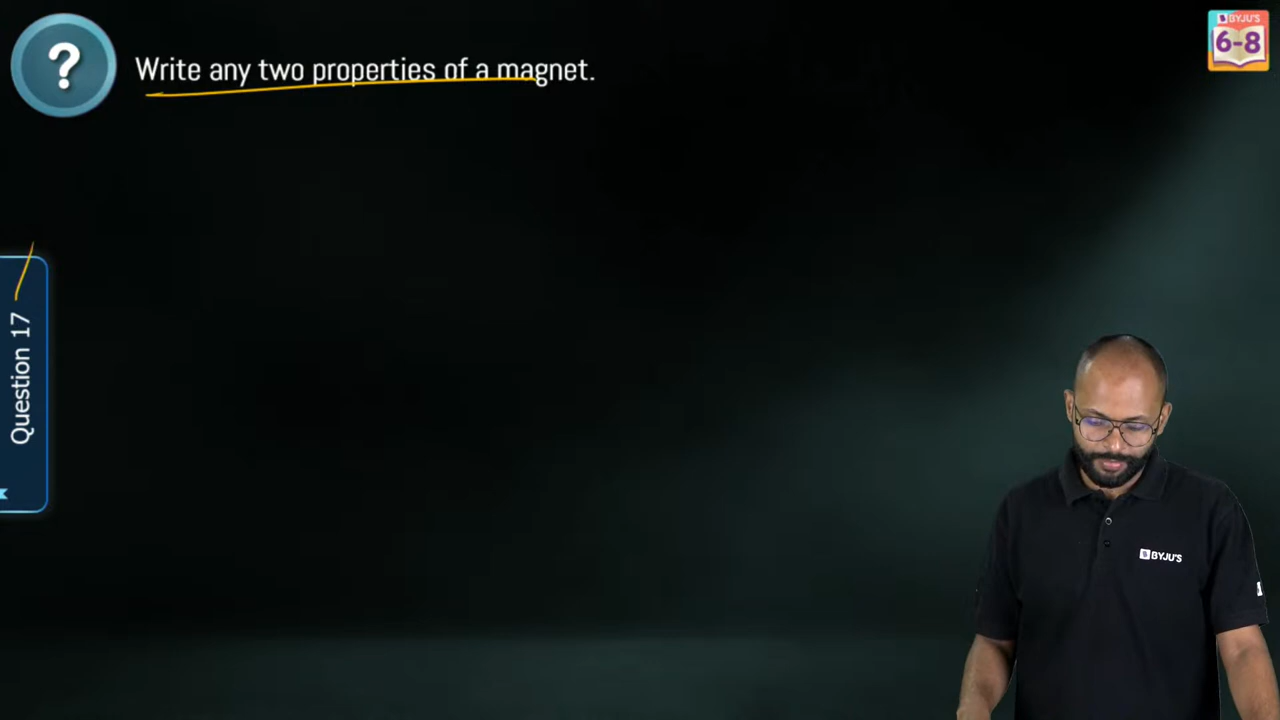 ?
Write any two properties of a magnet.
BYJU'S
6-8
Question 17
BYJU'S